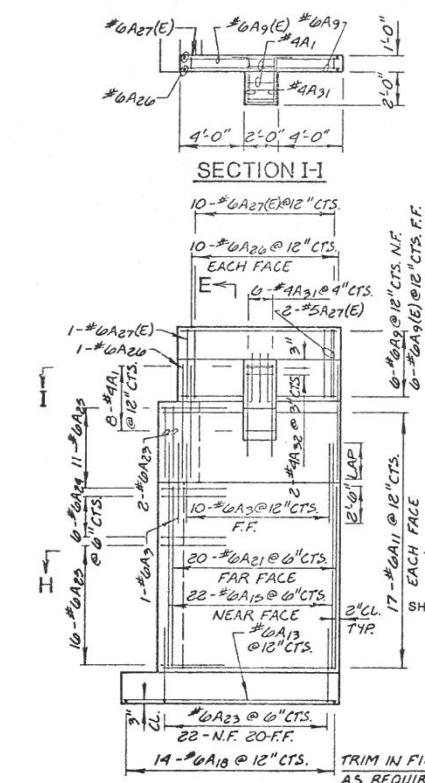 #6A27(E) #6A9(E) #6A9
#4A1
1'-0"
#6A26
#4A31
2'-0"
4'-0" 2'-0" 4'-0"
SECTION I-I
10-#6A27(E)@12"CTS.
10-#6A26@12"CTS.
EACH FACE
E
6-#4A31@4"CTS.
2-#5A27(E)
1-#6A27(E)
1-#6A26
3"
6-#6A9@12"CTS. N.F.
6-#6A9(E)@12"CTS. F.F.
I
8-#4A1
@12"CTS.
2-#4A32@3"CTS.
11-#6A25
2-#6A23
6-#6A24
@6"CTS.
2'-6" LAP
10-#6A3@12"CTS.
F.F.
1-#6A3
17-#6A11@12"CTS.
EACH FACE
20-#6A21@6"CTS.
FAR FACE
22-#6A15@6"CTS.
NEAR FACE
H
16-#6A25
SH
2"CL.
TYP.
#6A13
@12"CTS.
3"
CL.
#6A23@6"CTS.
22-N.F. 20-F.F.
14-#6A18@12"CTS.
TRIM IN FI
AS REQUIR